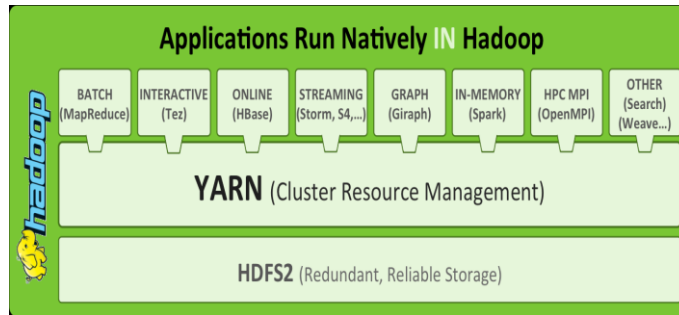 Applications Run Natively IN Hadoop
BATCH
(MapReduce)
INTERACTIVE
(Tez)
ONLINE
(HBase)
STREAMING
(Storm, S4,...)
GRAPH
(Giraph)
IN-MEMORY
(Spark)
HPC MPI
(OpenMPI)
OTHER
(Search)
(Weave...)
hadoop
YARN (Cluster Resource Management)
HDFS2 (Redundant, Reliable Storage)